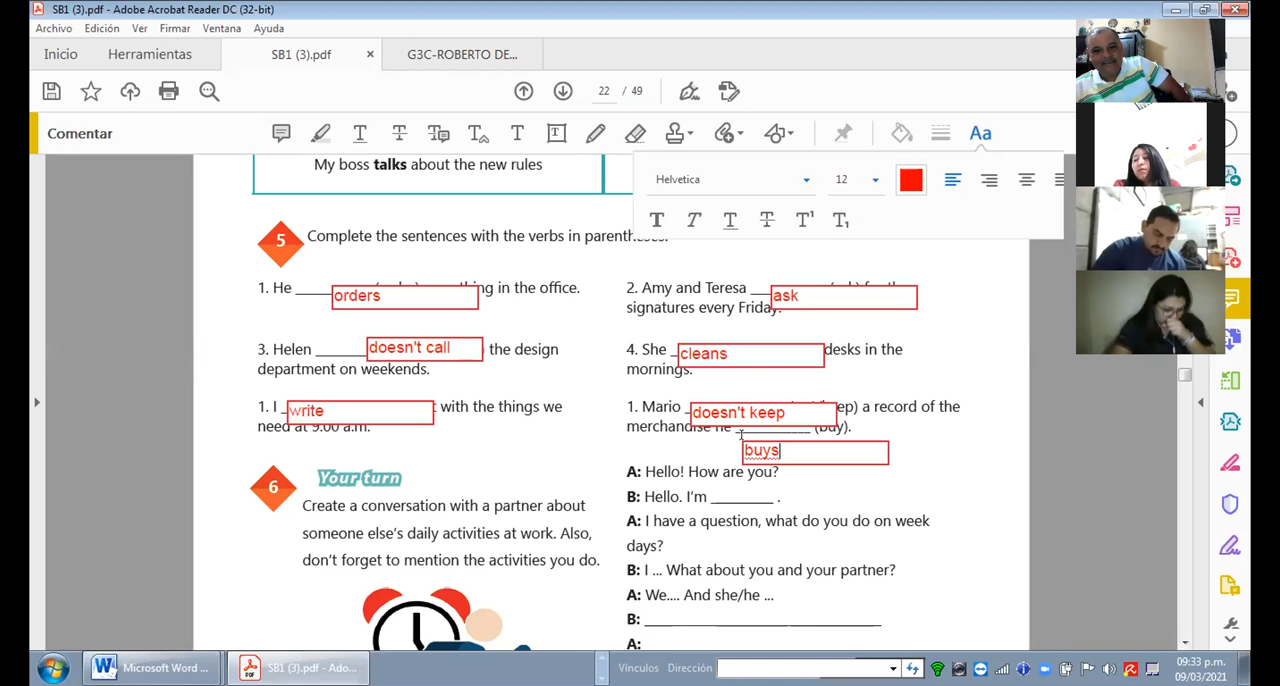 SB1 (3).pdf - Adobe Acrobat Reader DC (32-bit)
Archivo Edición Ver Firmar Ventana Ayuda
Inicio Herramientas SB1 (3).pdf × G3C-ROBERTO DE...
22 / 49
Comentar
Aa
Helvetica 12
My boss talks about the new rules
5 Complete the sentences with the verbs in parentheses.
1. He orders in the office.
2. Amy and Teresa ask
signatures every Friday.
3. Helen doesn't call the design
department on weekends.
4. She cleans desks in the
mornings.
1. I write with the things we
need at 9:00 a.m.
1. Mario doesn't keep (keep) a record of the
merchandise he __________ (buy).
buys
6 Your turn
Create a conversation with a partner about
someone else's daily activities at work. Also,
don't forget to mention the activities you do.
A: Hello! How are you?
B: Hello. I'm ________ .
A: I have a question, what do you do on week
days?
B: I ... What about you and your partner?
A: We.... And she/he ...
B: ______________________________
A:
Microsoft Word ... SB1 (3).pdf - Ado... Vínculos Dirección
09:33 p.m.
09/03/2021